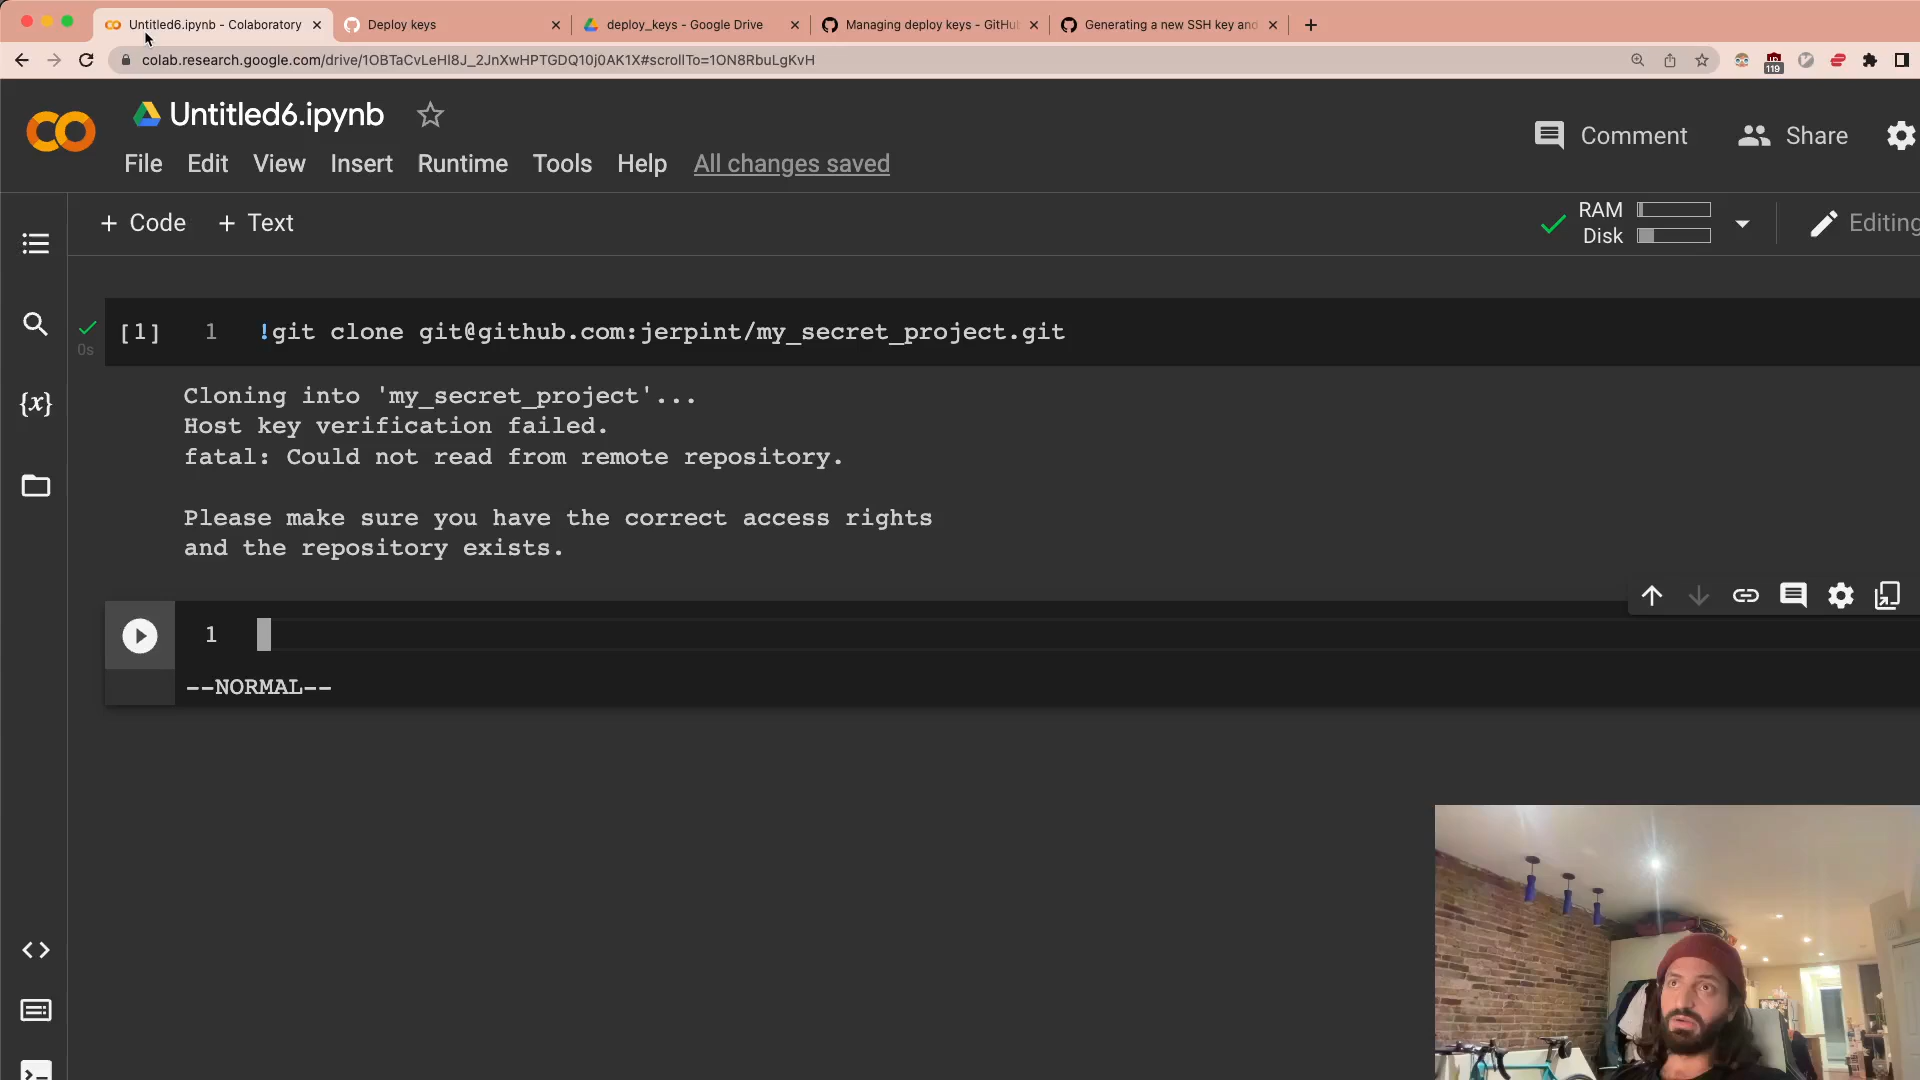 Untitled6.ipynb - Colaboratory
Deploy keys
deploy_keys - Google Drive
Managing deploy keys - GitHub
Generating a new SSH key and
colab.research.google.com/drive/1OBTaCvLeHI8J_2JnXwHPTGDQ10j0AK1X#scrollTo=1ON8RbuLgKvH
119
CO
Untitled6.ipynb
Comment
Share
File Edit View Insert Runtime Tools Help All changes saved
+ Code + Text
RAM
Disk
Editing
[1] 1 !git clone git@github.com:jerpint/my_secret_project.git
0s
Cloning into 'my_secret_project'...
Host key verification failed.
fatal: Could not read from remote repository.
Please make sure you have the correct access rights
and the repository exists.
{x}
1
--NORMAL--